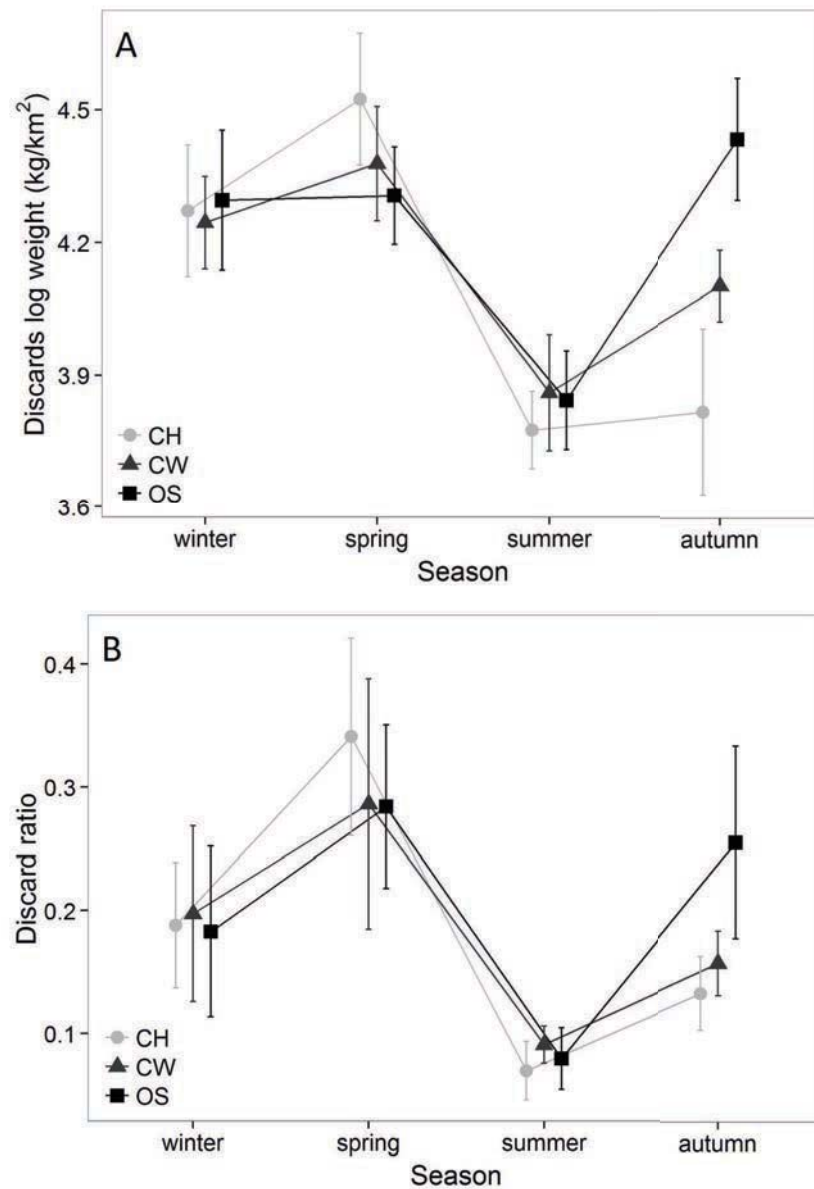 A
Discards log weight (kg/km²)
4.5
4.2
3.9
3.6
CH
CW
OS
winter spring summer autumn
Season
B
Discard ratio
0.4
0.3
0.2
0.1
CH
CW
OS
winter spring summer autumn
Season